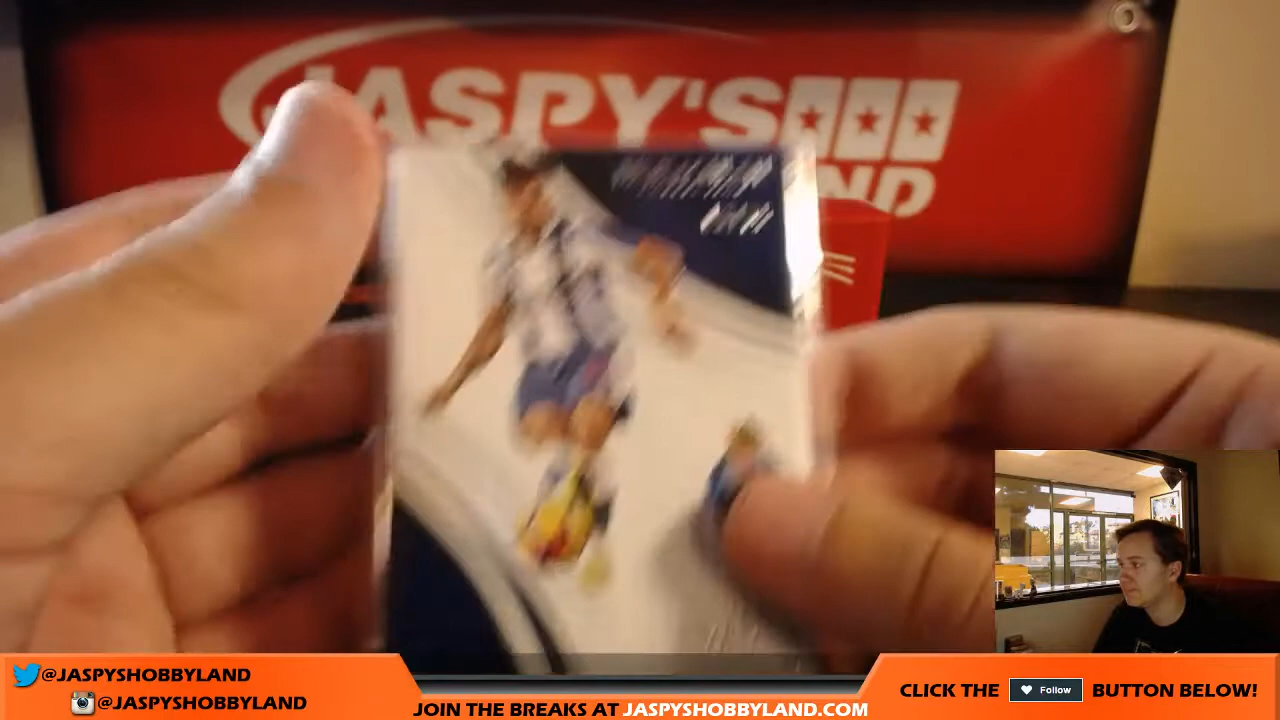 JASPY'S
@JASPYSHOBBYLAND
@JASPYSHOBBYLAND
JOIN THE BREAKS AT JASPYSHOBBYLAND.COM
CLICK THE Follow BUTTON BELOW!